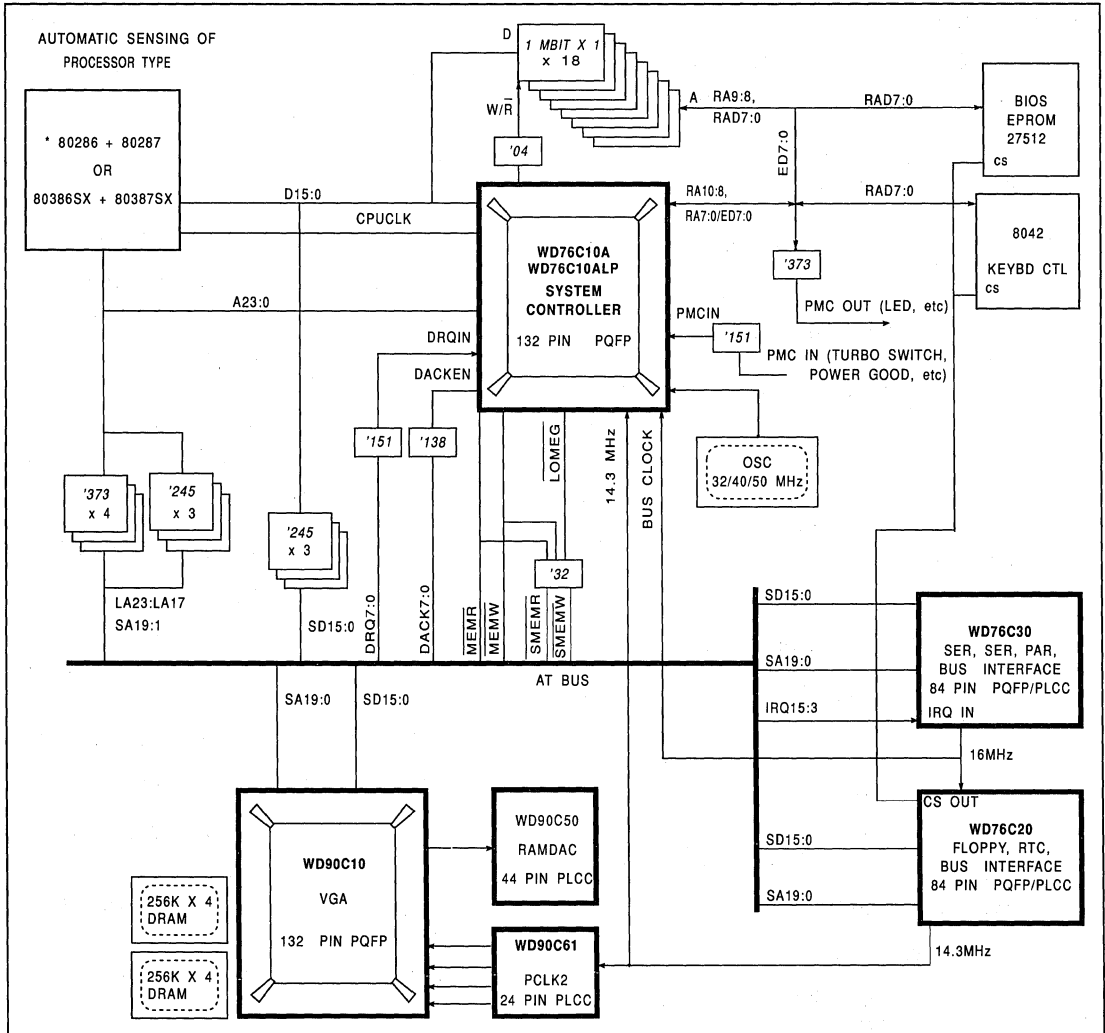 AUTOMATIC SENSING OF
PROCESSOR TYPE
* 80286 + 80287
OR
80386SX + 80387SX
D
1 MBIT X 1
x 18
W/R̅
'04
A
RA9:8,
RAD7:0
RAD7:0
ED7:0
BIOS
EPROM
27512
CS
D15:0
CPUCLK
RA10:8,
RA7:0/ED7:0
RAD7:0
8042
KEYBD CTL
CS
WD76C10A
WD76C10ALP
SYSTEM
CONTROLLER
132 PIN PQFP
'373
PMC OUT (LED, etc)
A23:0
DRQIN
DACKEN
PMCIN
'151
PMC IN (TURBO SWITCH,
POWER GOOD, etc)
'151
'138
L̅O̅M̅E̅G̅
14.3 MHz
BUS CLOCK
OSC
32/40/50 MHz
'373
x 4
'245
x 3
'245
x 3
'32
LA23:LA17
SA19:1
SD15:0
DRQ7:0
DACK7:0
M̅E̅M̅R̅
M̅E̅M̅W̅
S̅M̅E̅M̅R̅
S̅M̅E̅M̅W̅
AT BUS
SD15:0
SA19:0
IRQ15:3
WD76C30
SER, SER, PAR,
BUS INTERFACE
84 PIN PQFP/PLCC
IRQ IN
16MHz
SA19:0
SD15:0
CS OUT
WD76C20
FLOPPY, RTC,
BUS INTERFACE
84 PIN PQFP/PLCC
SD15:0
SA19:0
14.3MHz
WD90C10
VGA
132 PIN PQFP
WD90C50
RAMDAC
44 PIN PLCC
WD90C61
PCLK2
24 PIN PLCC
256K X 4
DRAM
256K X 4
DRAM